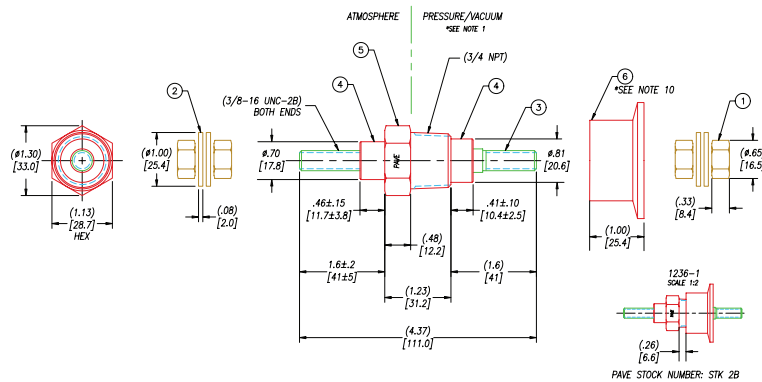 ATMOSPHERE
PRESSURE/VACUUM
*SEE NOTE 1
5
(3/4 NPT)
6
*SEE NOTE 10
2
(3/8-16 UNC-2B)
BOTH ENDS
4
4
3
1
(ø1.30)
[33.0]
(ø1.00)
[25.4]
ø.70
[17.8]
PAVE
ø.81
[20.6]
(ø.65)
[16.5]
(1.13)
[28.7]
HEX
(.08)
[2.0]
.46±.15
[11.7±3.8]
(.48)
[12.2]
.41±.10
[10.4±2.5]
(.33)
[8.4]
(1.00)
[25.4]
1.6±.2
[41±5]
(1.23)
[31.2]
(1.6)
[41]
(4.37)
[111.0]
1236-1
SCALE 1:2
(.26)
[6.6]
PAVE STOCK NUMBER: STK 2B